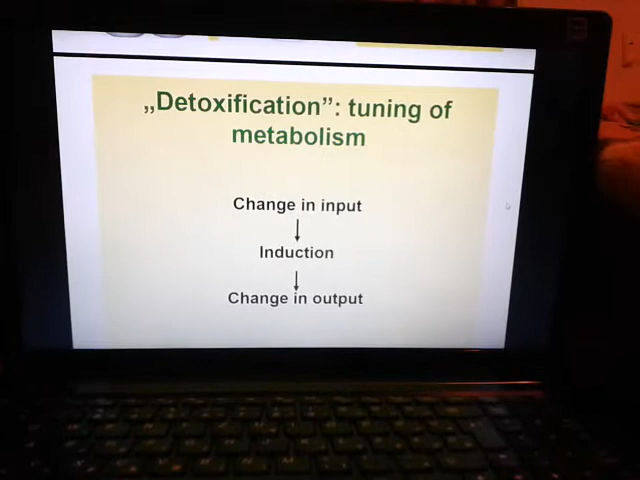 „Detoxification”: tuning of
metabolism
Change in input
Induction
Change in output